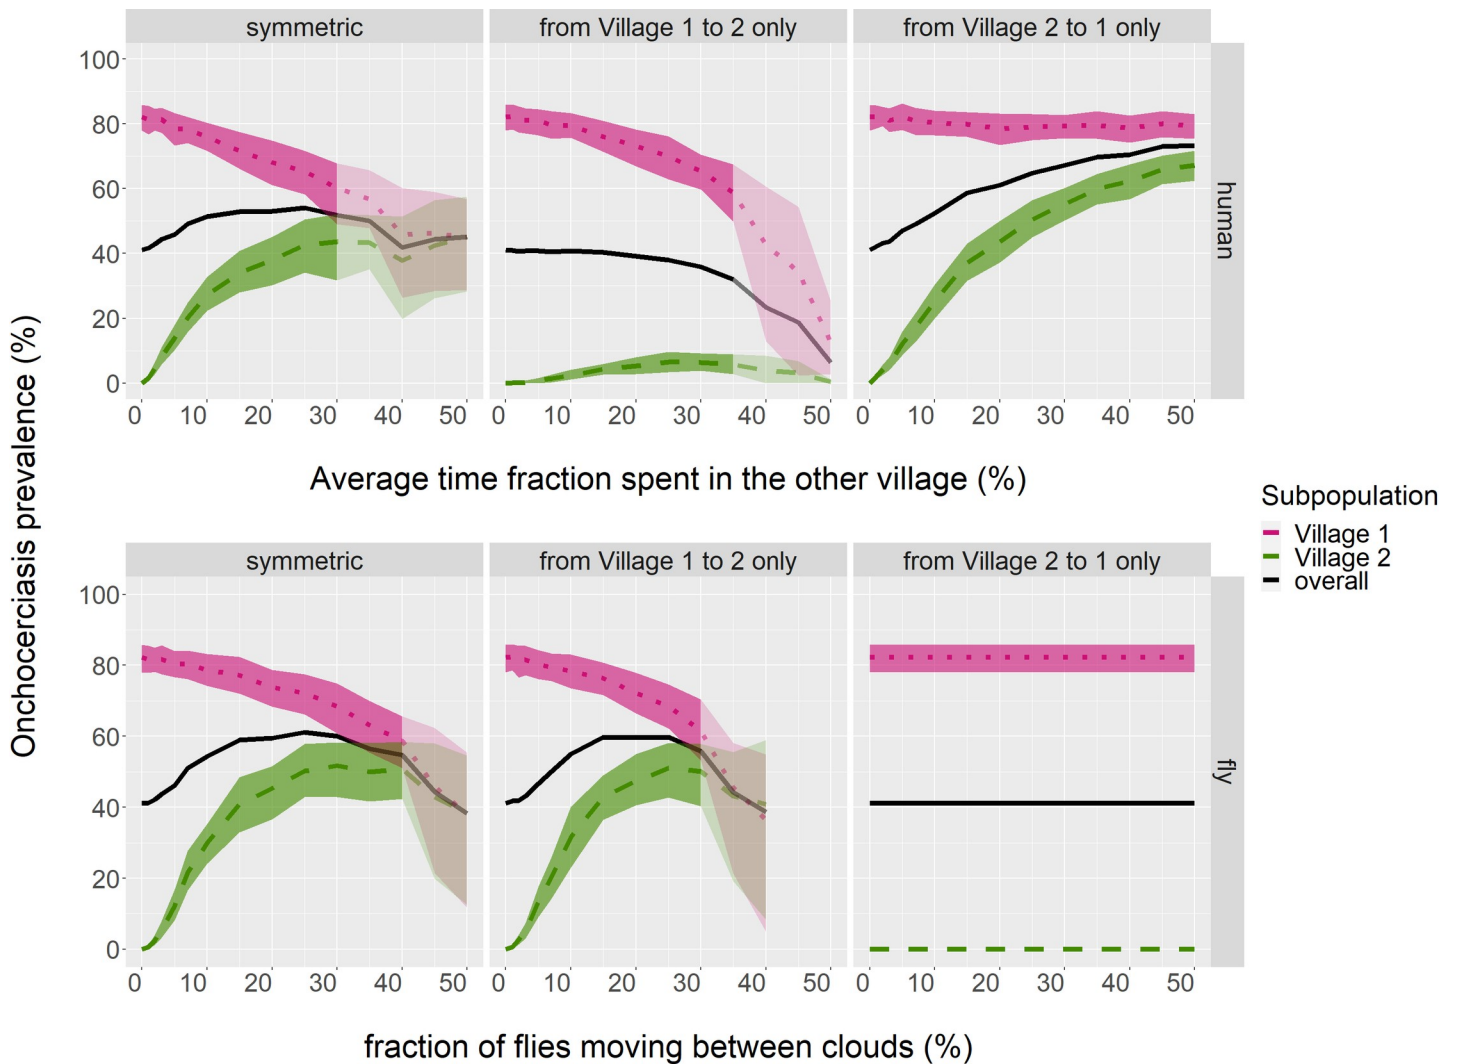 symmetric
from Village 1 to 2 only
from Village 2 to 1 only
100
80
60
40
20
0
human
0 10 20 30 40 50
0 10 20 30 40 50
0 10 20 30 40 50
Average time fraction spent in the other village (%)
Onchocerciasis prevalence (%)
symmetric
from Village 1 to 2 only
from Village 2 to 1 only
100
80
60
40
20
0
fly
0 10 20 30 40 50
0 10 20 30 40 50
0 10 20 30 40 50
fraction of flies moving between clouds (%)
Subpopulation
Village 1
Village 2
overall